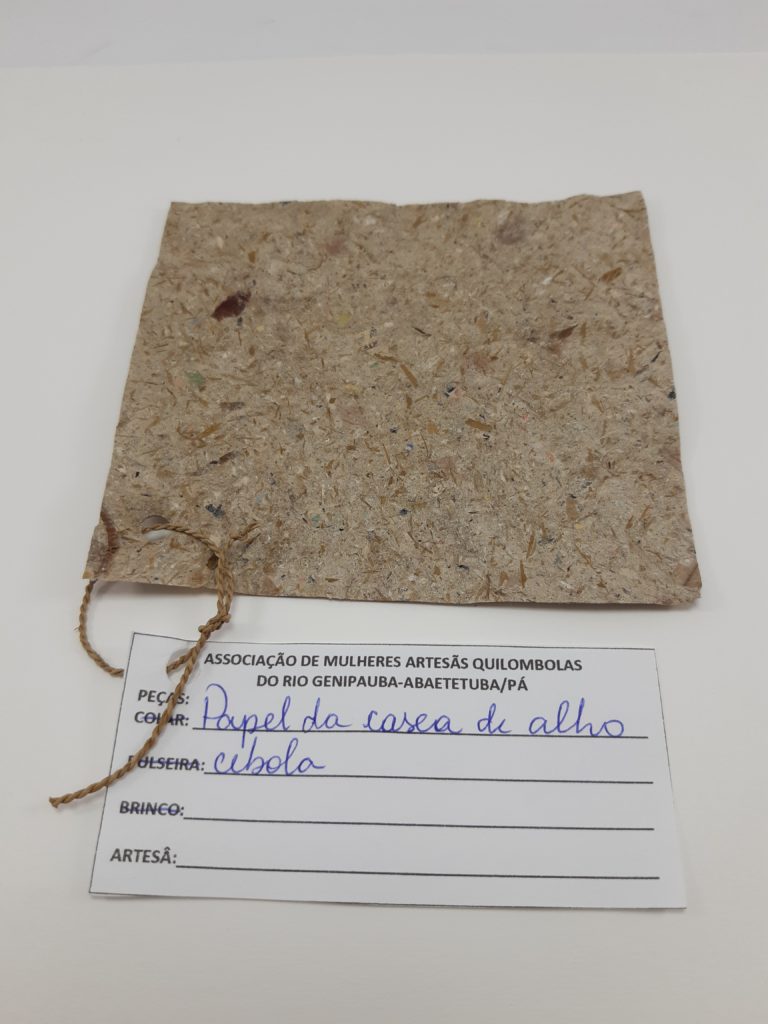 ASSOCIAÇÃO DE MULHERES ARTESÃS QUILOMBOLAS
DO RIO GENIPAUBA-ABAETETUBA/PÁ
PEÇAS:
COLAR: Papel da casca de alho
PULSEIRA: cebola
BRINCO:
ARTESÂ: